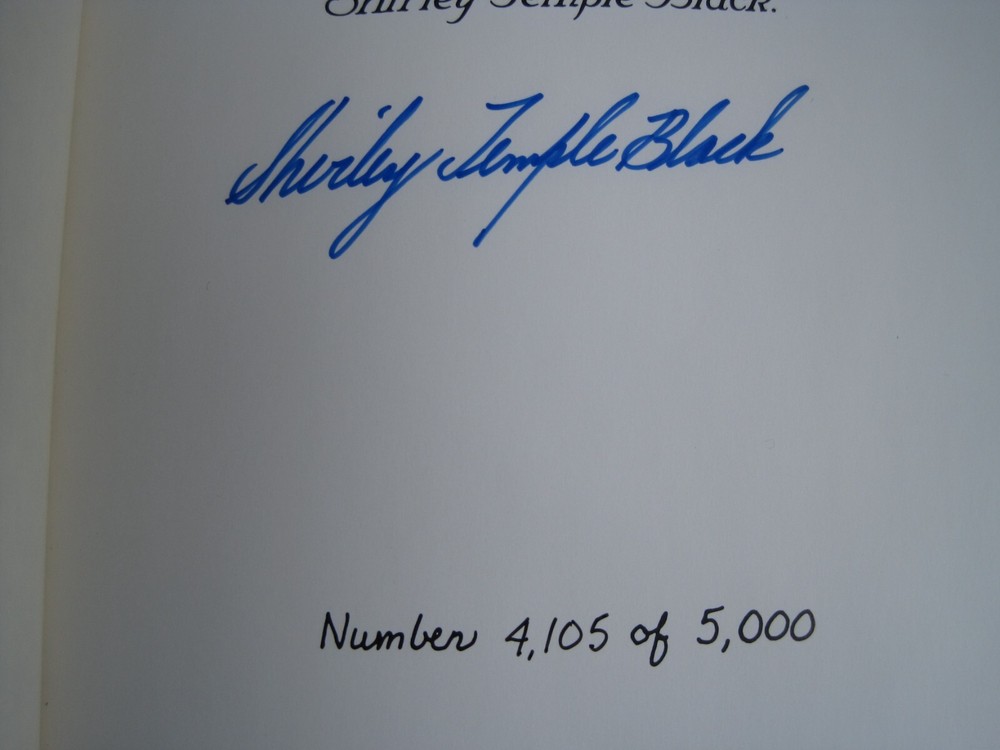 Shirley Temple Black.
Shirley Temple Black
Number 4,105 of 5,000